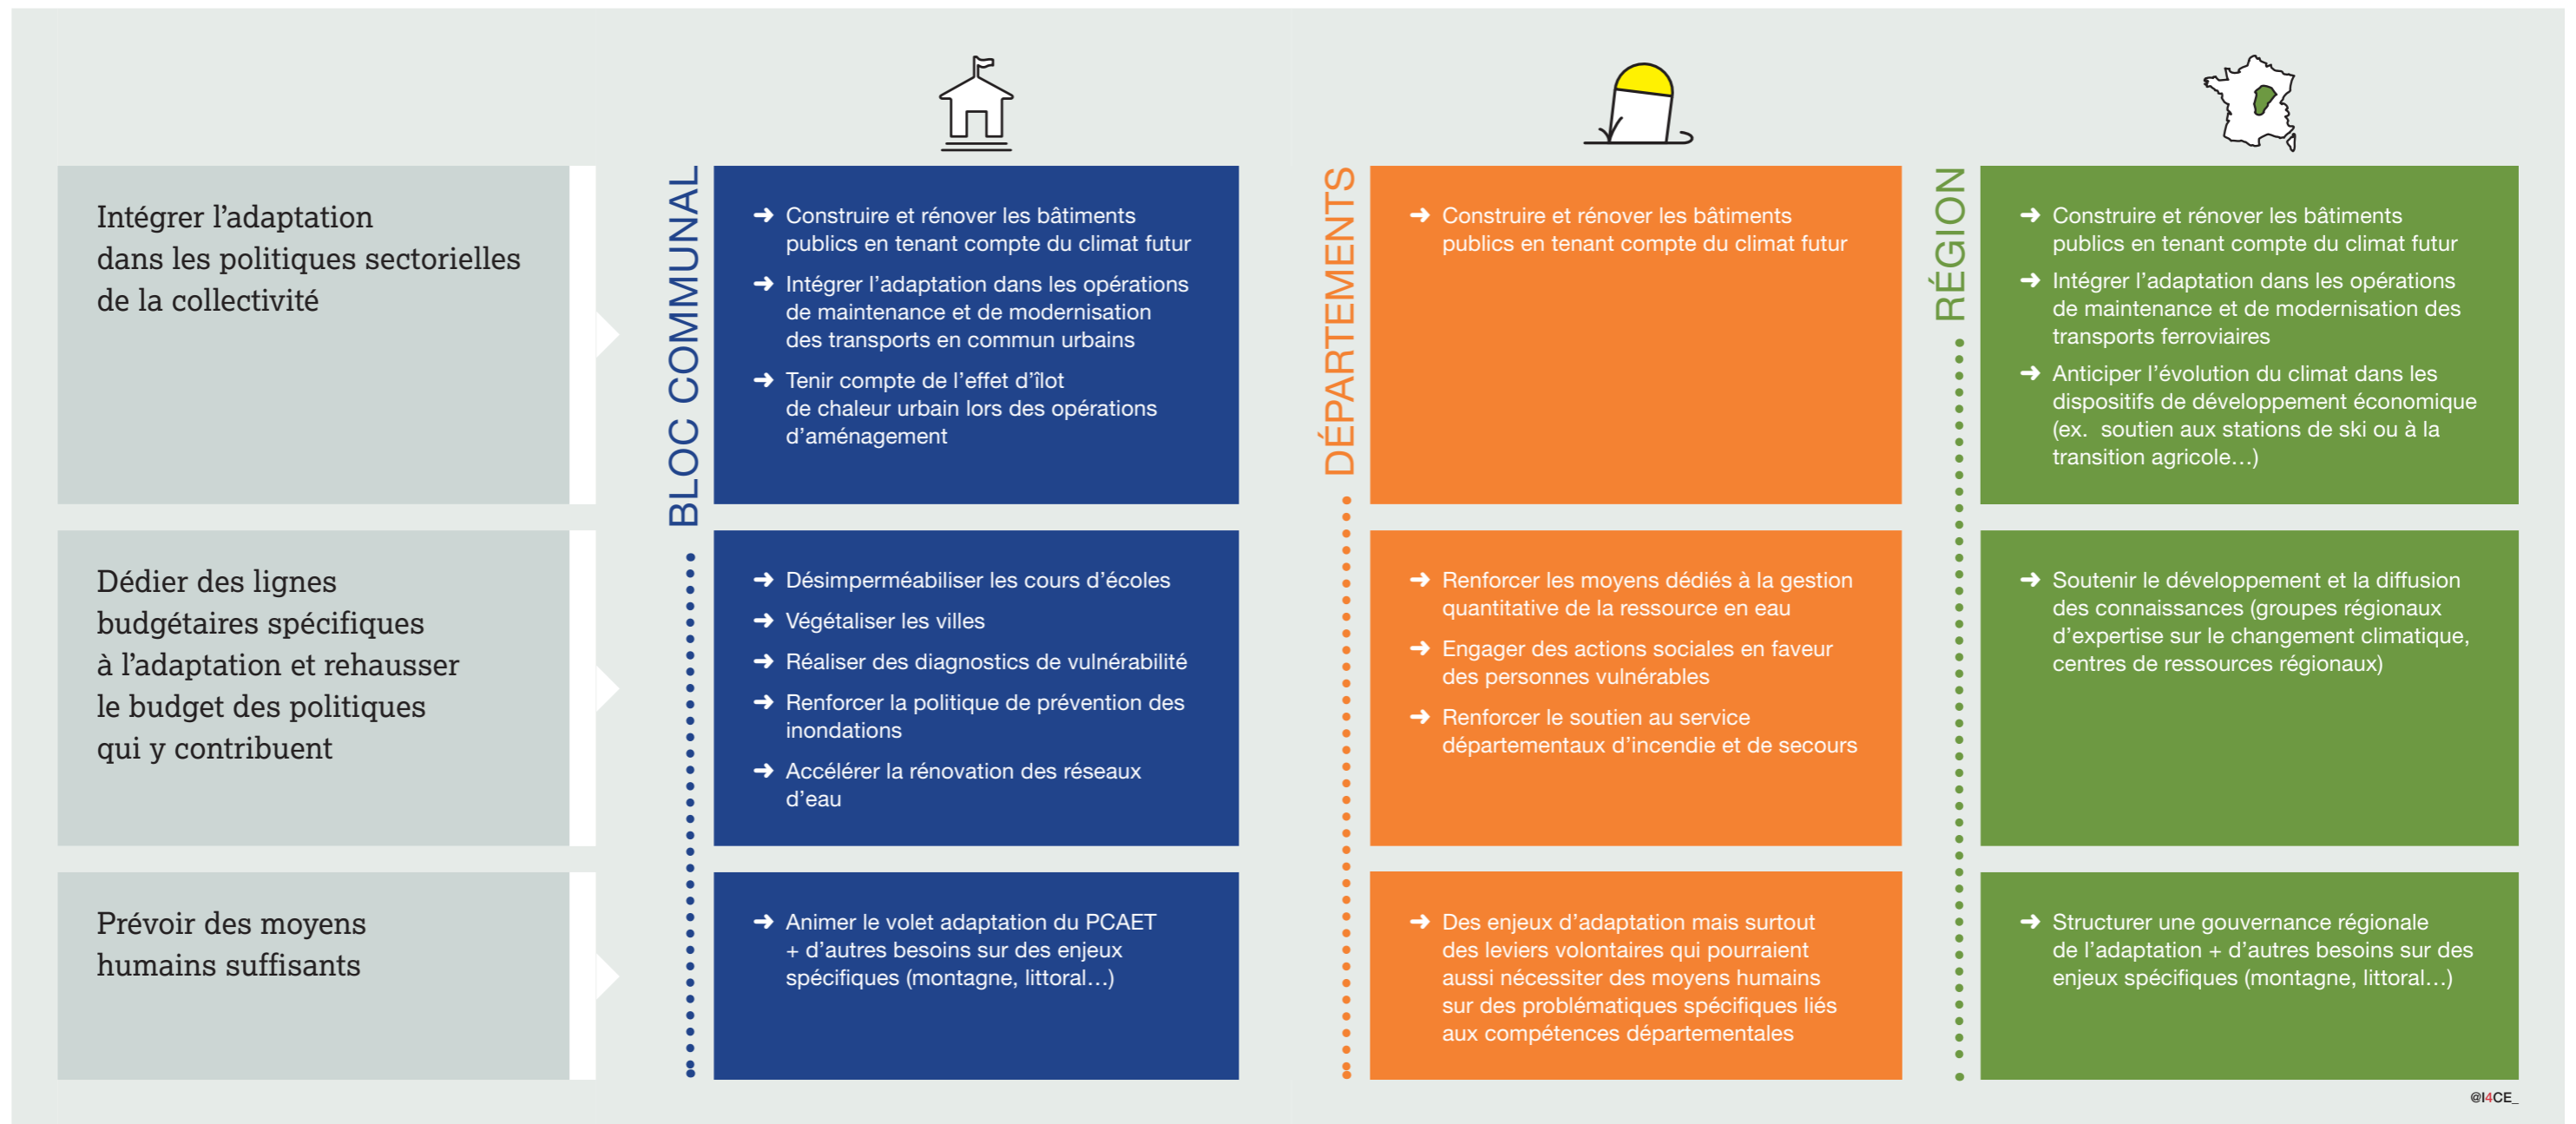 Intégrer l’adaptation
dans les politiques sectorielles
de la collectivité
BLOC COMMUNAL
➜ Construire et rénover les bâtiments
publics en tenant compte du climat futur
➜ Intégrer l’adaptation dans les opérations
de maintenance et de modernisation
des transports en commun urbains
➜ Tenir compte de l’effet d’îlot
de chaleur urbain lors des opérations
d’aménagement
DÉPARTEMENTS
➜ Construire et rénover les bâtiments
publics en tenant compte du climat futur
RÉGION
➜ Construire et rénover les bâtiments
publics en tenant compte du climat futur
➜ Intégrer l’adaptation dans les opérations
de maintenance et de modernisation des
transports ferroviaires
➜ Anticiper l’évolution du climat dans les
dispositifs de développement économique
(ex. soutien aux stations de ski ou à la
transition agricole…)
Dédier des lignes
budgétaires spécifiques
à l’adaptation et rehausser
le budget des politiques
qui y contribuent
➜ Désimperméabiliser les cours d’écoles
➜ Végétaliser les villes
➜ Réaliser des diagnostics de vulnérabilité
➜ Renforcer la politique de prévention des
inondations
➜ Accélérer la rénovation des réseaux
d’eau
➜ Renforcer les moyens dédiés à la gestion
quantitative de la ressource en eau
➜ Engager des actions sociales en faveur
des personnes vulnérables
➜ Renforcer le soutien au service
départementaux d’incendie et de secours
➜ Soutenir le développement et la diffusion
des connaissances (groupes régionaux
d’expertise sur le changement climatique,
centres de ressources régionaux)
Prévoir des moyens
humains suffisants
➜ Animer le volet adaptation du PCAET
+ d’autres besoins sur des enjeux
spécifiques (montagne, littoral…)
➜ Des enjeux d’adaptation mais surtout
des leviers volontaires qui pourraient
aussi nécessiter des moyens humains
sur des problématiques spécifiques liés
aux compétences départementales
➜ Structurer une gouvernance régionale
de l’adaptation + d’autres besoins sur des
enjeux spécifiques (montagne, littoral…)
@I4CE_